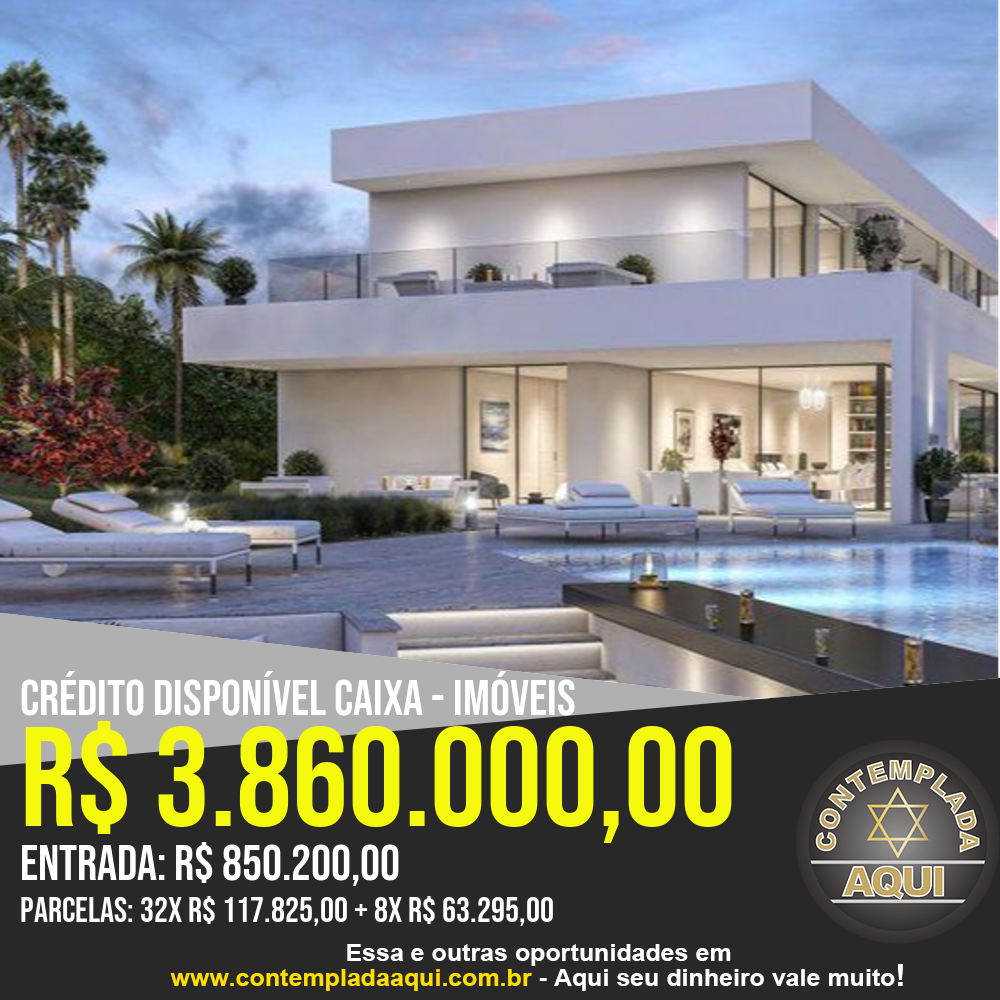 CRÉDITO DISPONÍVEL CAIXA - IMÓVEIS
R$ 3.860.000,00
ENTRADA: R$ 850.200,00
PARCELAS: 32X R$ 117.825,00 + 8X R$ 63.295,00
CONTEMPLADA
AQUI
Essa e outras oportunidades em
www.contempladaaqui.com.br - Aqui seu dinheiro vale muito!